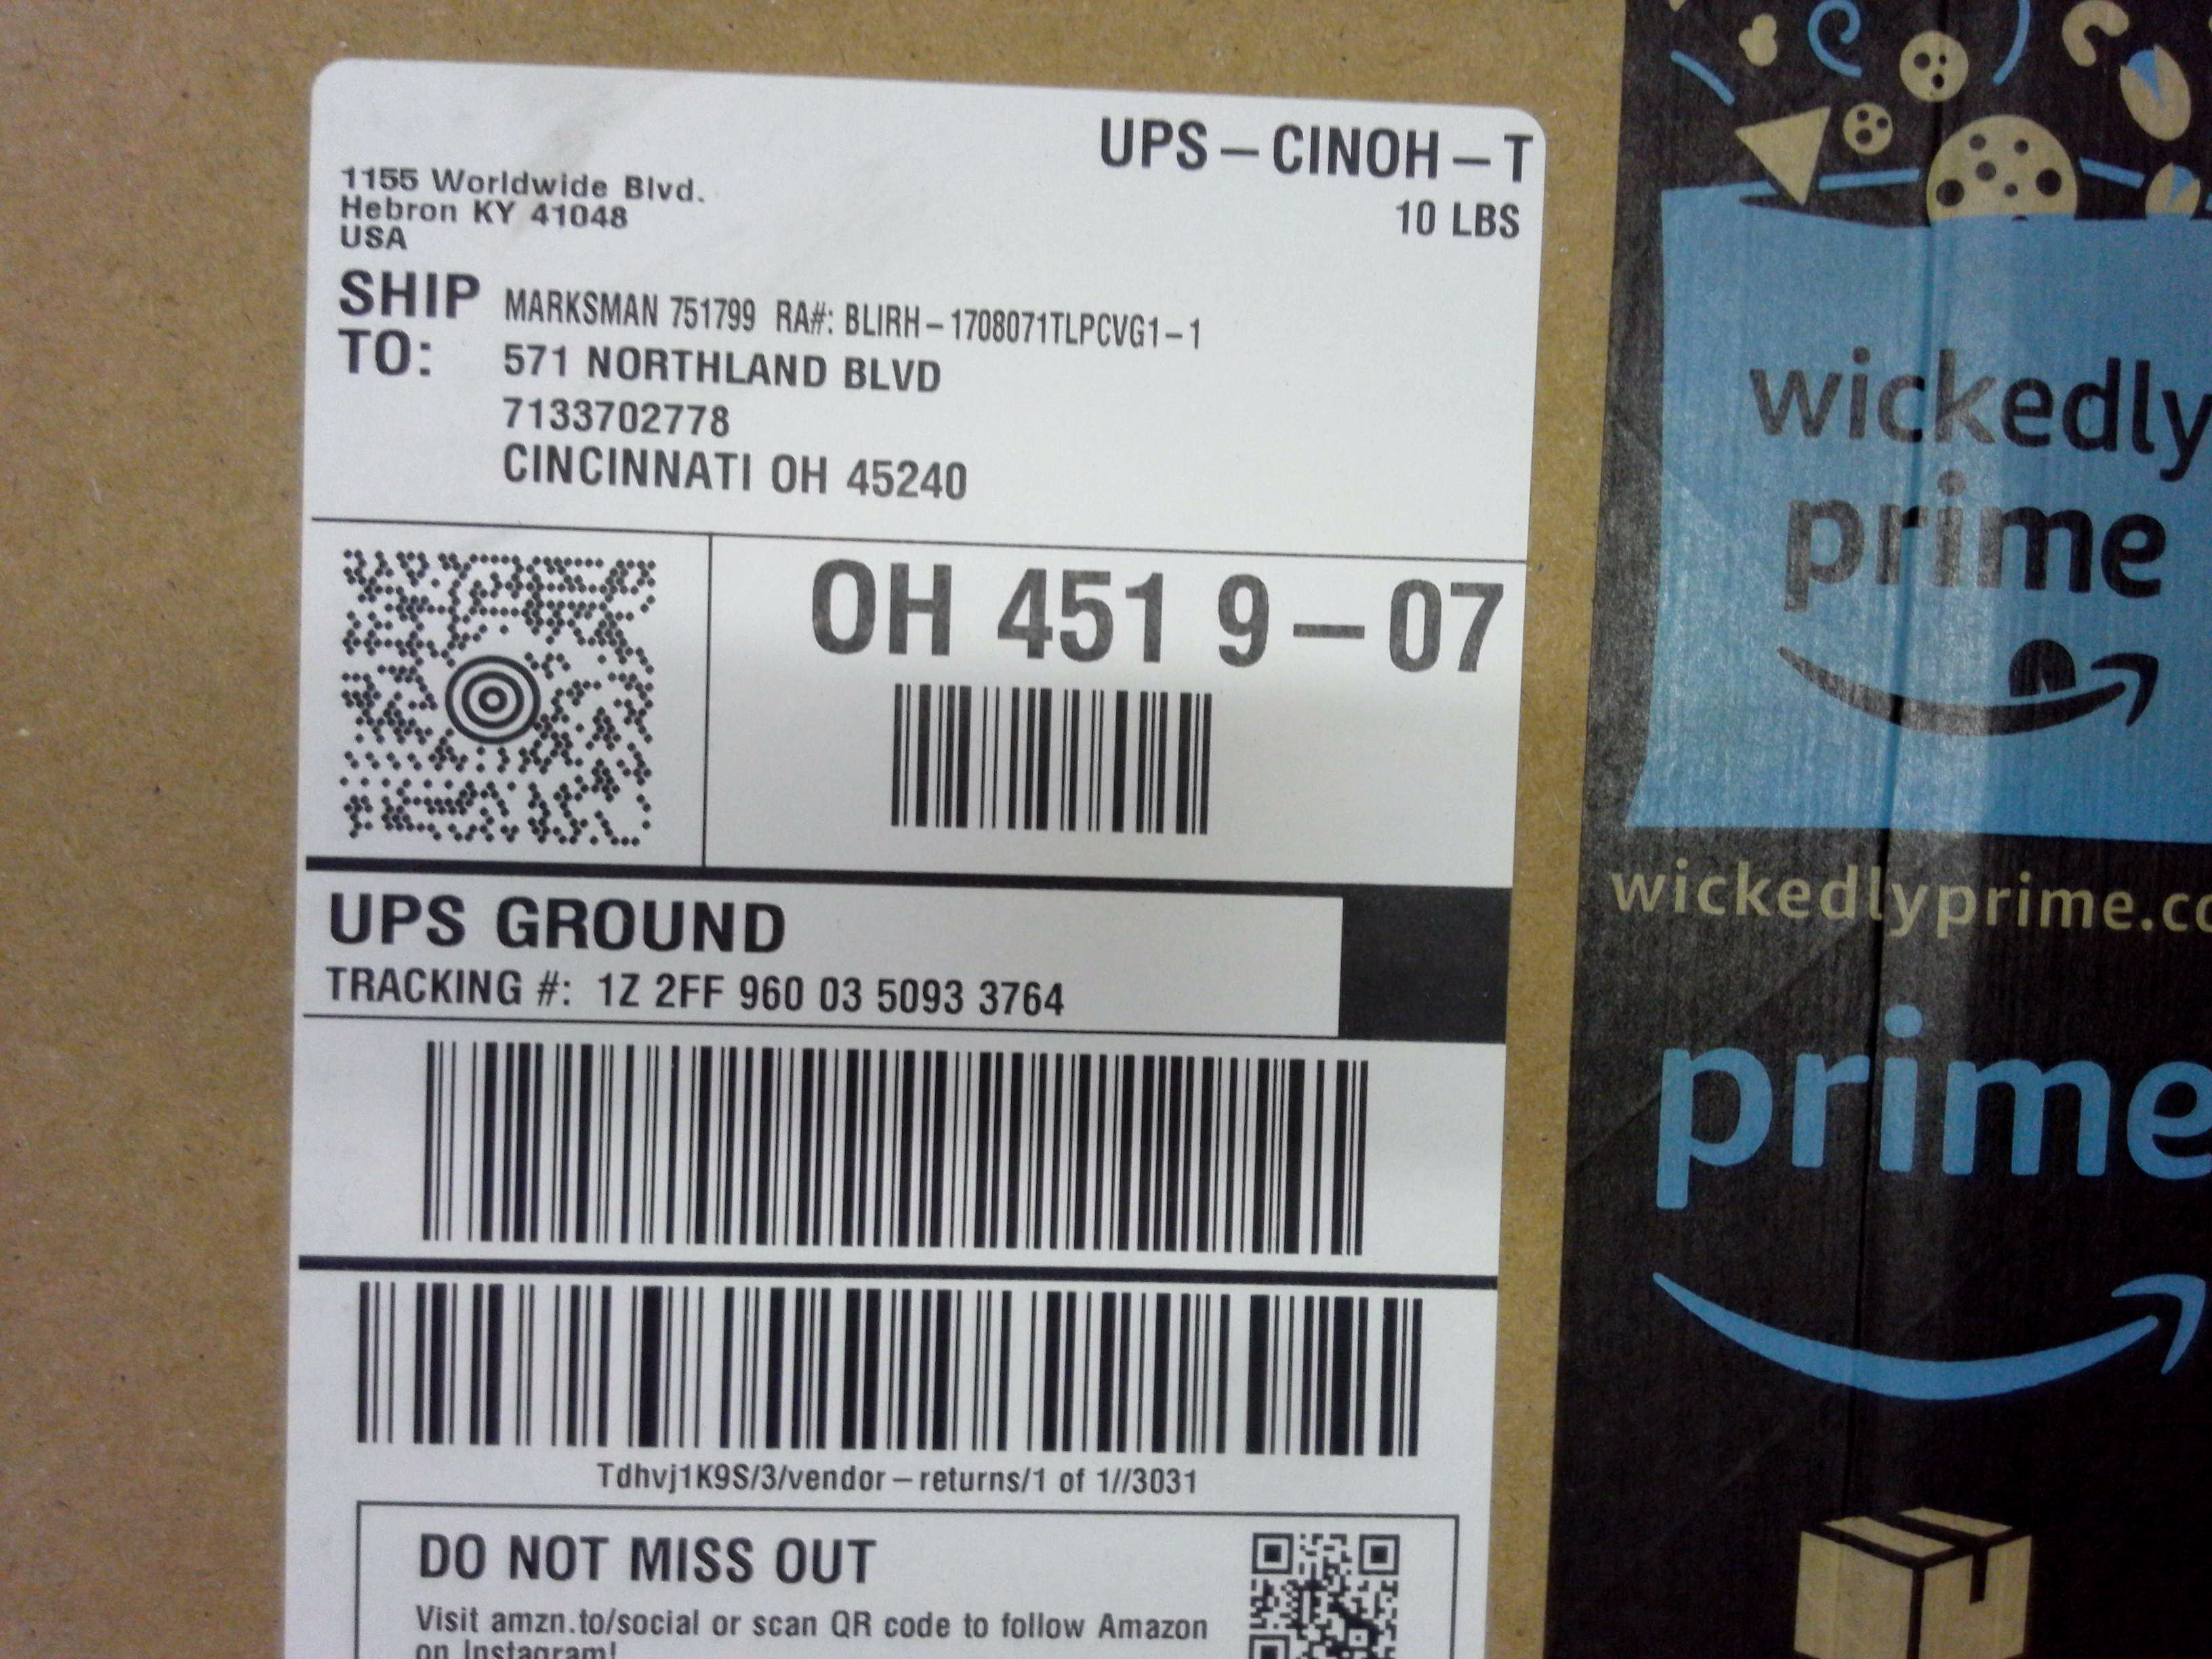 UPS – CINOH – T
10 LBS
1155 Worldwide Blvd.
Hebron KY 41048
USA
SHIP TO:
MARKSMAN 751799 RA#: BLIRH – 1708071TLPCVG1 – 1
571 NORTHLAND BLVD
7133702778
CINCINNATI OH 45240
OH 451 9 – 07
UPS GROUND
TRACKING #: 1Z 2FF 960 03 5093 3764
Tdhvj1K9S/3/vendor – returns/1 of 1//3031
DO NOT MISS OUT
Visit amzn.to/social or scan QR code to follow Amazon
on Instagram!
wickedly
prime
wickedlyprime.co
prime